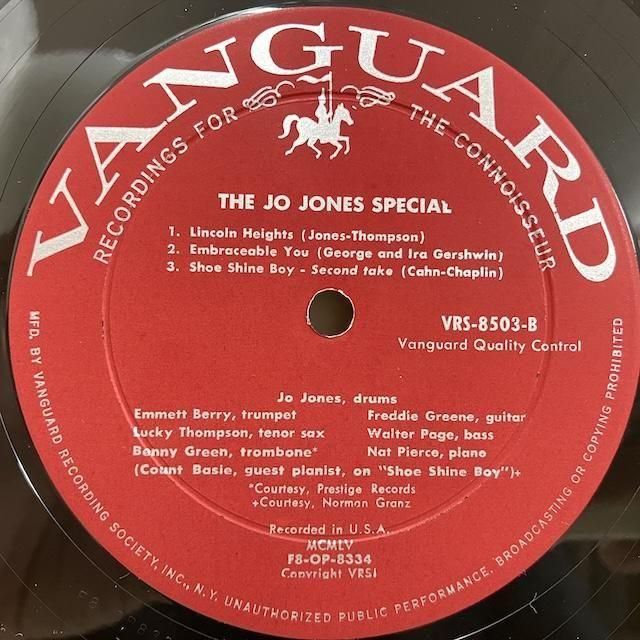 VANGUARD
RECORDINGS FOR THE CONNOISSEUR
THE JO JONES SPECIAL
1. Lincoln Heights (Jones-Thompson)
2. Embraceable You (George and Ira Gershwin)
3. Shoe Shine Boy - Second take (Cahn-Chaplin)
VRS-8503-B
Vanguard Quality Control
Jo Jones, drums
Emmett Berry, trumpet Freddie Greene, guitar
Lucky Thompson, tenor sax Walter Page, bass
Benny Green, trombone* Nat Pierce, piano
(Count Basie, guest pianist, on "Shoe Shine Boy")+
*Courtesy, Prestige Records
+Courtesy, Norman Granz
Recorded in U.S.A.
MCMLV
F8-OP-8334
Copyright VRSI
MFD. BY VANGUARD RECORDING SOCIETY, INC., N.Y. UNAUTHORIZED PUBLIC PERFORMANCE, BROADCASTING OR COPYING PROHIBITED